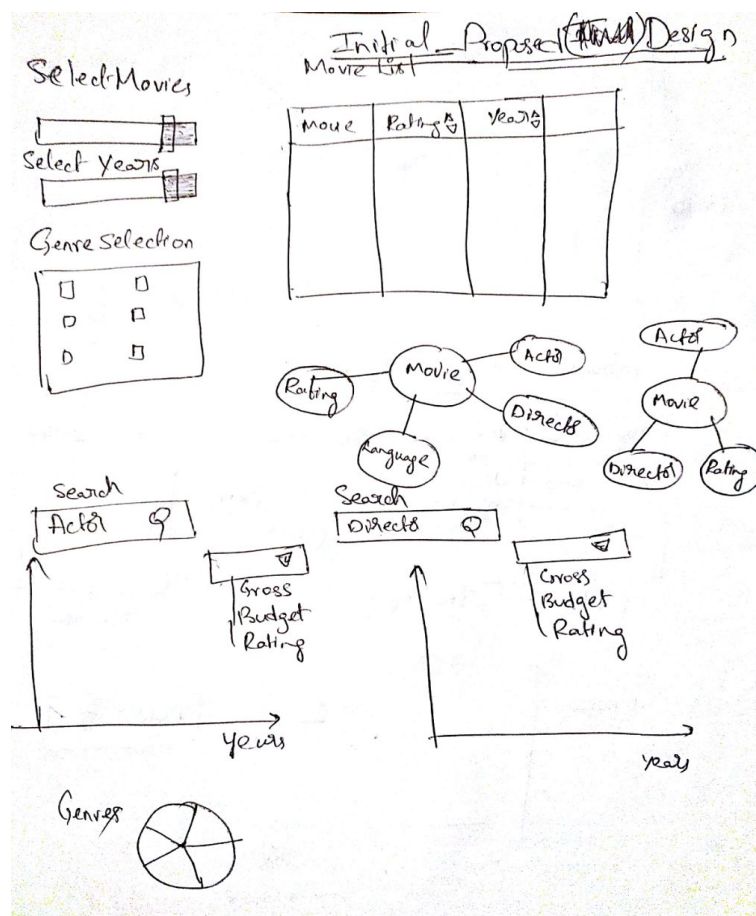 Initial Proposed Design
Movie List
Select Movies
Select Years
Genre Selection
Movie Rating Years
Rating
Movie
Actor
Director
Language
Actor
Movie
Director
Rating
Search
Actor
Gross
Budget
Rating
years
Search
Director
Gross
Budget
Rating
years
Genres